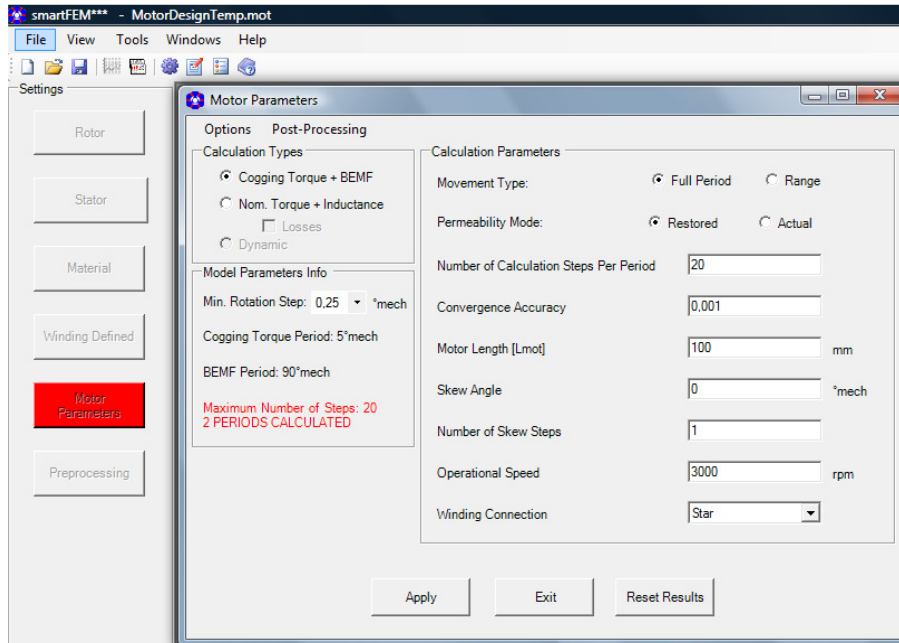 smartFEM*** - MotorDesignTemp.mot
File View Tools Windows Help
Settings
Rotor
Stator
Material
Winding Defined
Motor
Parameters
Preprocessing
Motor Parameters
Options Post-Processing
Calculation Types
Cogging Torque + BEMF
Nom. Torque + Inductance
Losses
Dynamic
Model Parameters Info
Min. Rotation Step: 0,25 °mech
Cogging Torque Period: 5°mech
BEMF Period: 90°mech
Maximum Number of Steps: 20
2 PERIODS CALCULATED
Calculation Parameters
Movement Type: Full Period Range
Permeability Mode: Restored Actual
Number of Calculation Steps Per Period 20
Convergence Accuracy 0,001
Motor Length [Lmot] 100 mm
Skew Angle 0 °mech
Number of Skew Steps 1
Operational Speed 3000 rpm
Winding Connection Star
Apply Exit Reset Results